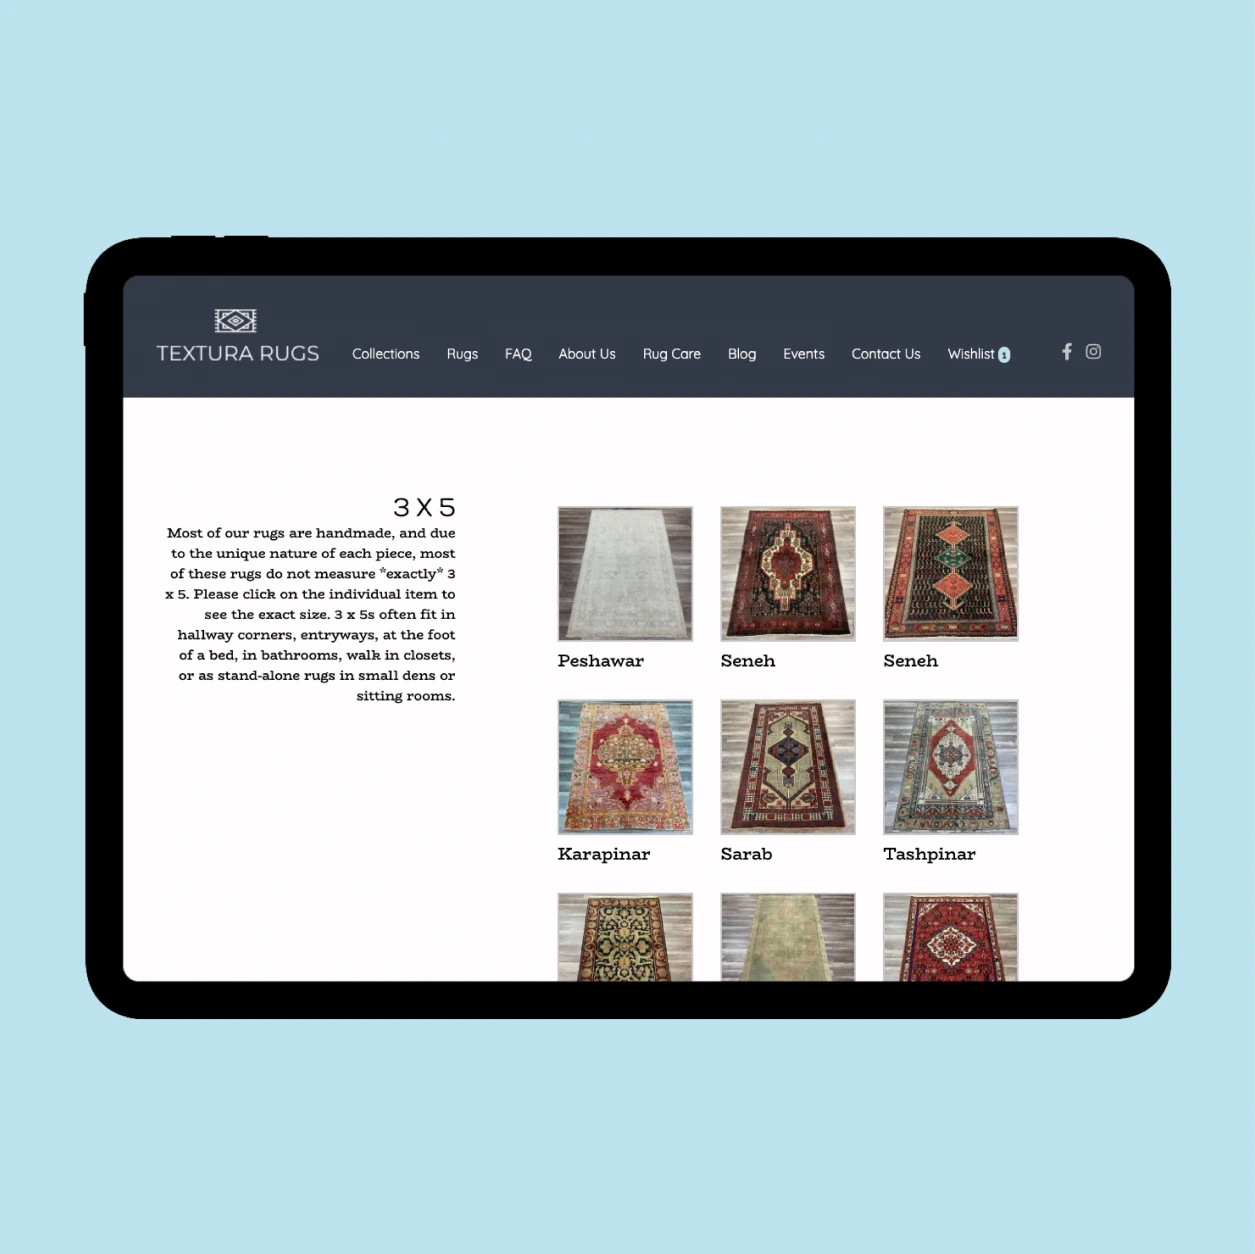 TEXTURA RUGS
Collections Rugs FAQ About Us Rug Care Blog Events Contact Us Wishlist 1
3 X 5
Most of our rugs are handmade, and due
to the unique nature of each piece, most
of these rugs do not measure *exactly* 3
x 5. Please click on the individual item to
see the exact size. 3 x 5s often fit in
hallway corners, entryways, at the foot
of a bed, in bathrooms, walk in closets,
or as stand-alone rugs in small dens or
sitting rooms.
Peshawar Seneh Seneh
Karapinar Sarab Tashpinar